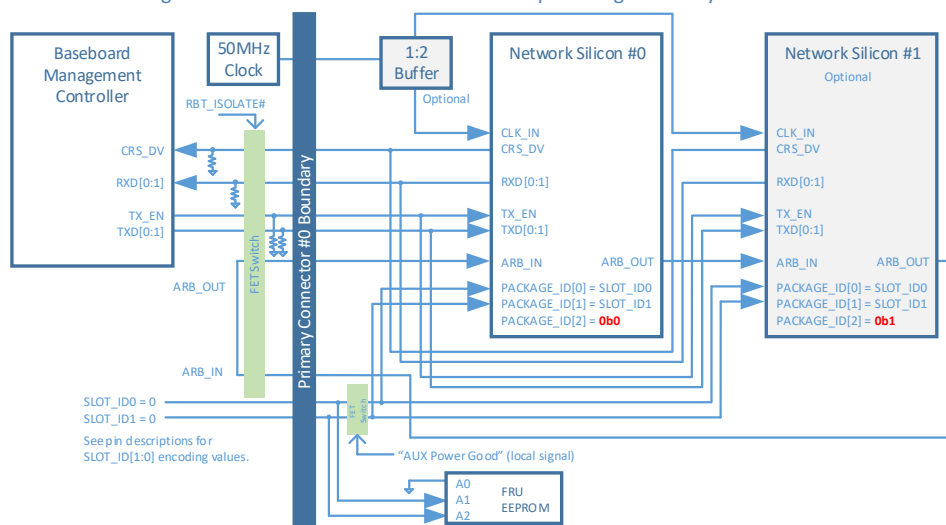 Baseboard
Management
Controller
CRS_DV
RXD[0:1]
TX_EN
TXD[0:1]
50MHz
Clock
RBT_ISOLATE#
FET Switch
ARB_OUT
ARB_IN
Primary Connector #0 Boundary
1:2
Buffer
Optional
Network Silicon #0
CLK_IN
CRS_DV
RXD[0:1]
TX_EN
TXD[0:1]
ARB_IN
ARB_OUT
PACKAGE_ID[0] = SLOT_ID0
PACKAGE_ID[1] = SLOT_ID1
PACKAGE_ID[2] = 0b0
Network Silicon #1
Optional
CLK_IN
CRS_DV
RXD[0:1]
TX_EN
TXD[0:1]
ARB_IN
ARB_OUT
PACKAGE_ID[0] = SLOT_ID0
PACKAGE_ID[1] = SLOT_ID1
PACKAGE_ID[2] = 0b1
SLOT_ID0 = 0
SLOT_ID1 = 0
See pin descriptions for
SLOT_ID[1:0] encoding values.
FET
Switch
"AUX Power Good" (local signal)
A0
A1
A2
FRU
EEPROM